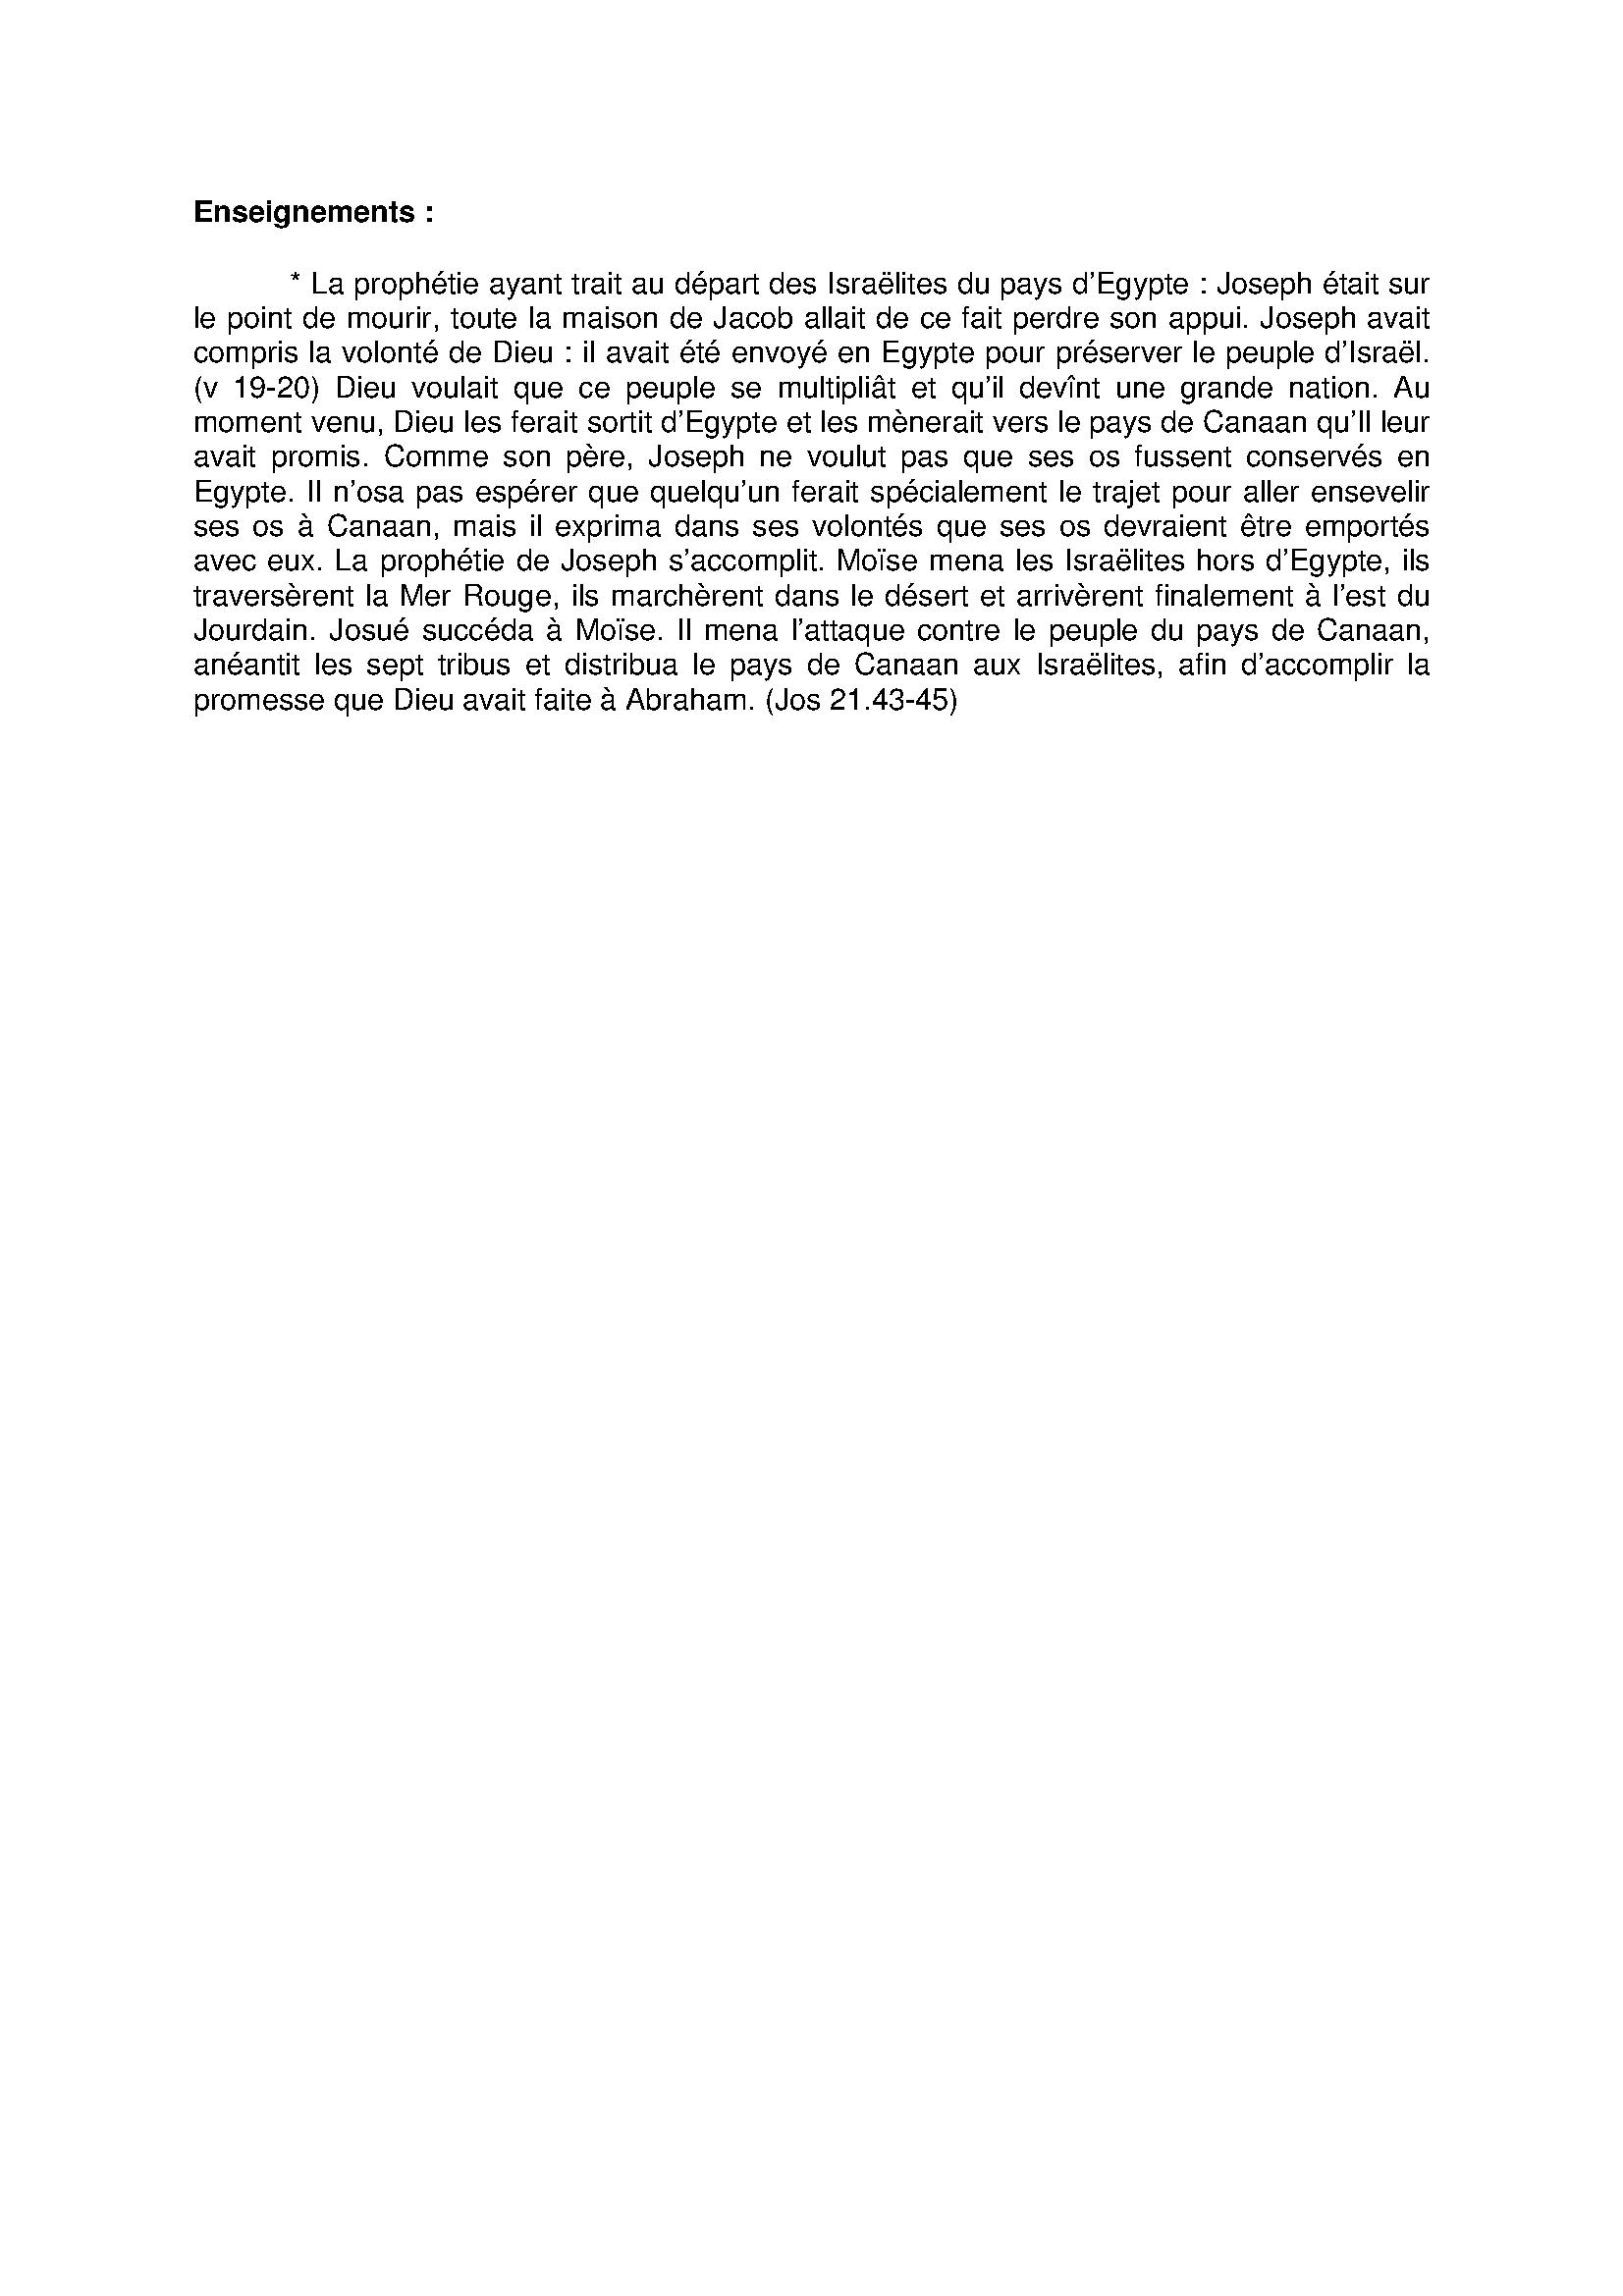 Enseignements :
* La prophétie ayant trait au départ des Israëlites du pays d'Egypte : Joseph était sur
le point de mourir, toute la maison de Jacob allait de ce fait perdre son appui. Joseph avait
compris la volonté de Dieu : il avait été envoyé en Egypte pour préserver le peuple d'Israël.
(v 19-20) Dieu voulait que ce peuple se multipliât et qu'il devînt une grande nation. Au
moment venu, Dieu les ferait sortit d'Egypte et les mènerait vers le pays de Canaan qu'Il leur
avait promis. Comme son père, Joseph ne voulut pas que ses os fussent conservés en
Egypte. Il n'osa pas espérer que quelqu'un ferait spécialement le trajet pour aller ensevelir
ses os à Canaan, mais il exprima dans ses volontés que ses os devraient être emportés
avec eux. La prophétie de Joseph s'accomplit. Moïse mena les Israëlites hors d'Egypte, ils
traversèrent la Mer Rouge, ils marchèrent dans le désert et arrivèrent finalement à l'est du
Jourdain. Josué succéda à Moïse. Il mena l'attaque contre le peuple du pays de Canaan,
anéantit les sept tribus et distribua le pays de Canaan aux Israëlites, afin d'accomplir la
promesse que Dieu avait faite à Abraham. (Jos 21.43-45)